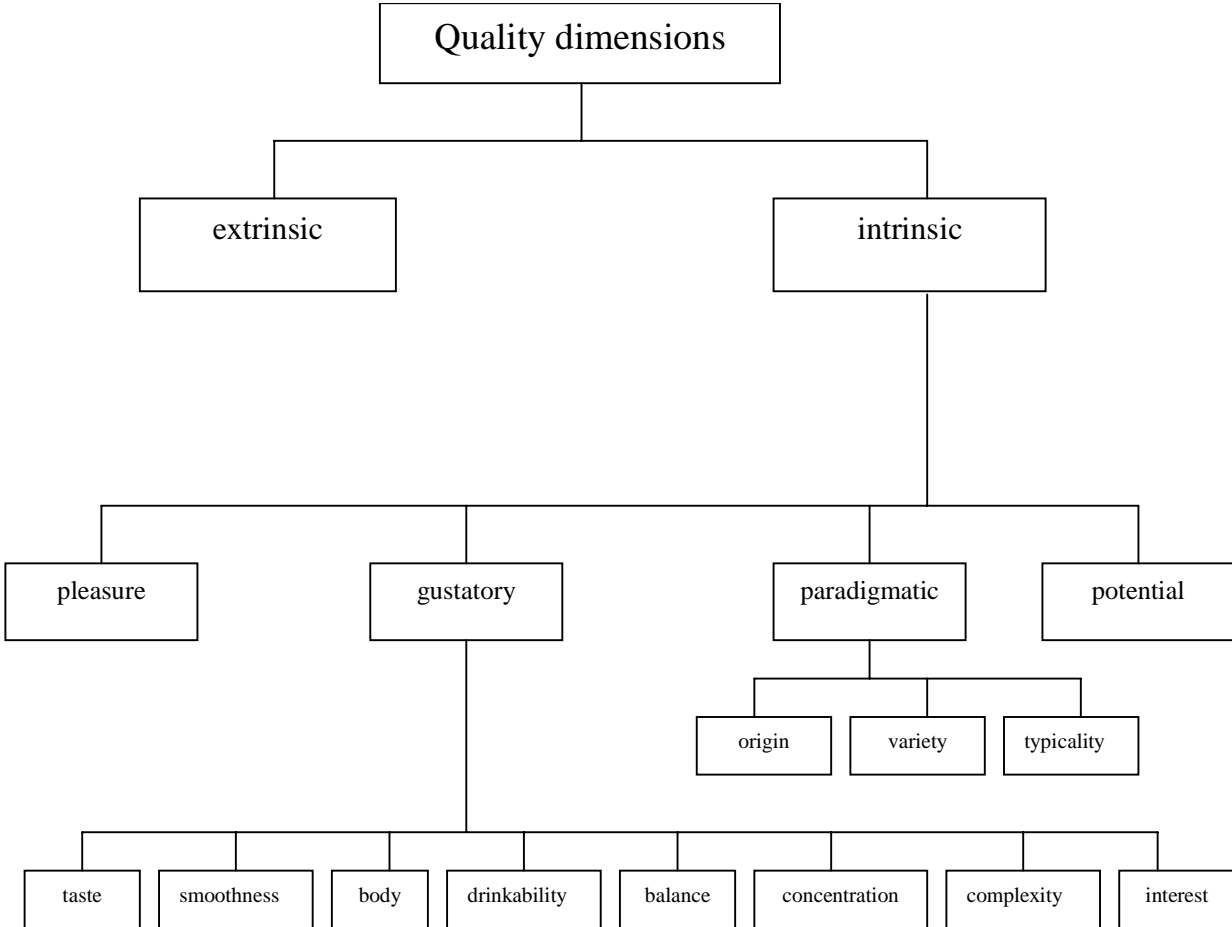 Quality dimensions
extrinsic
intrinsic
pleasure
gustatory
paradigmatic
potential
origin
variety
typicality
taste
smoothness
body
drinkability
balance
concentration
complexity
interest